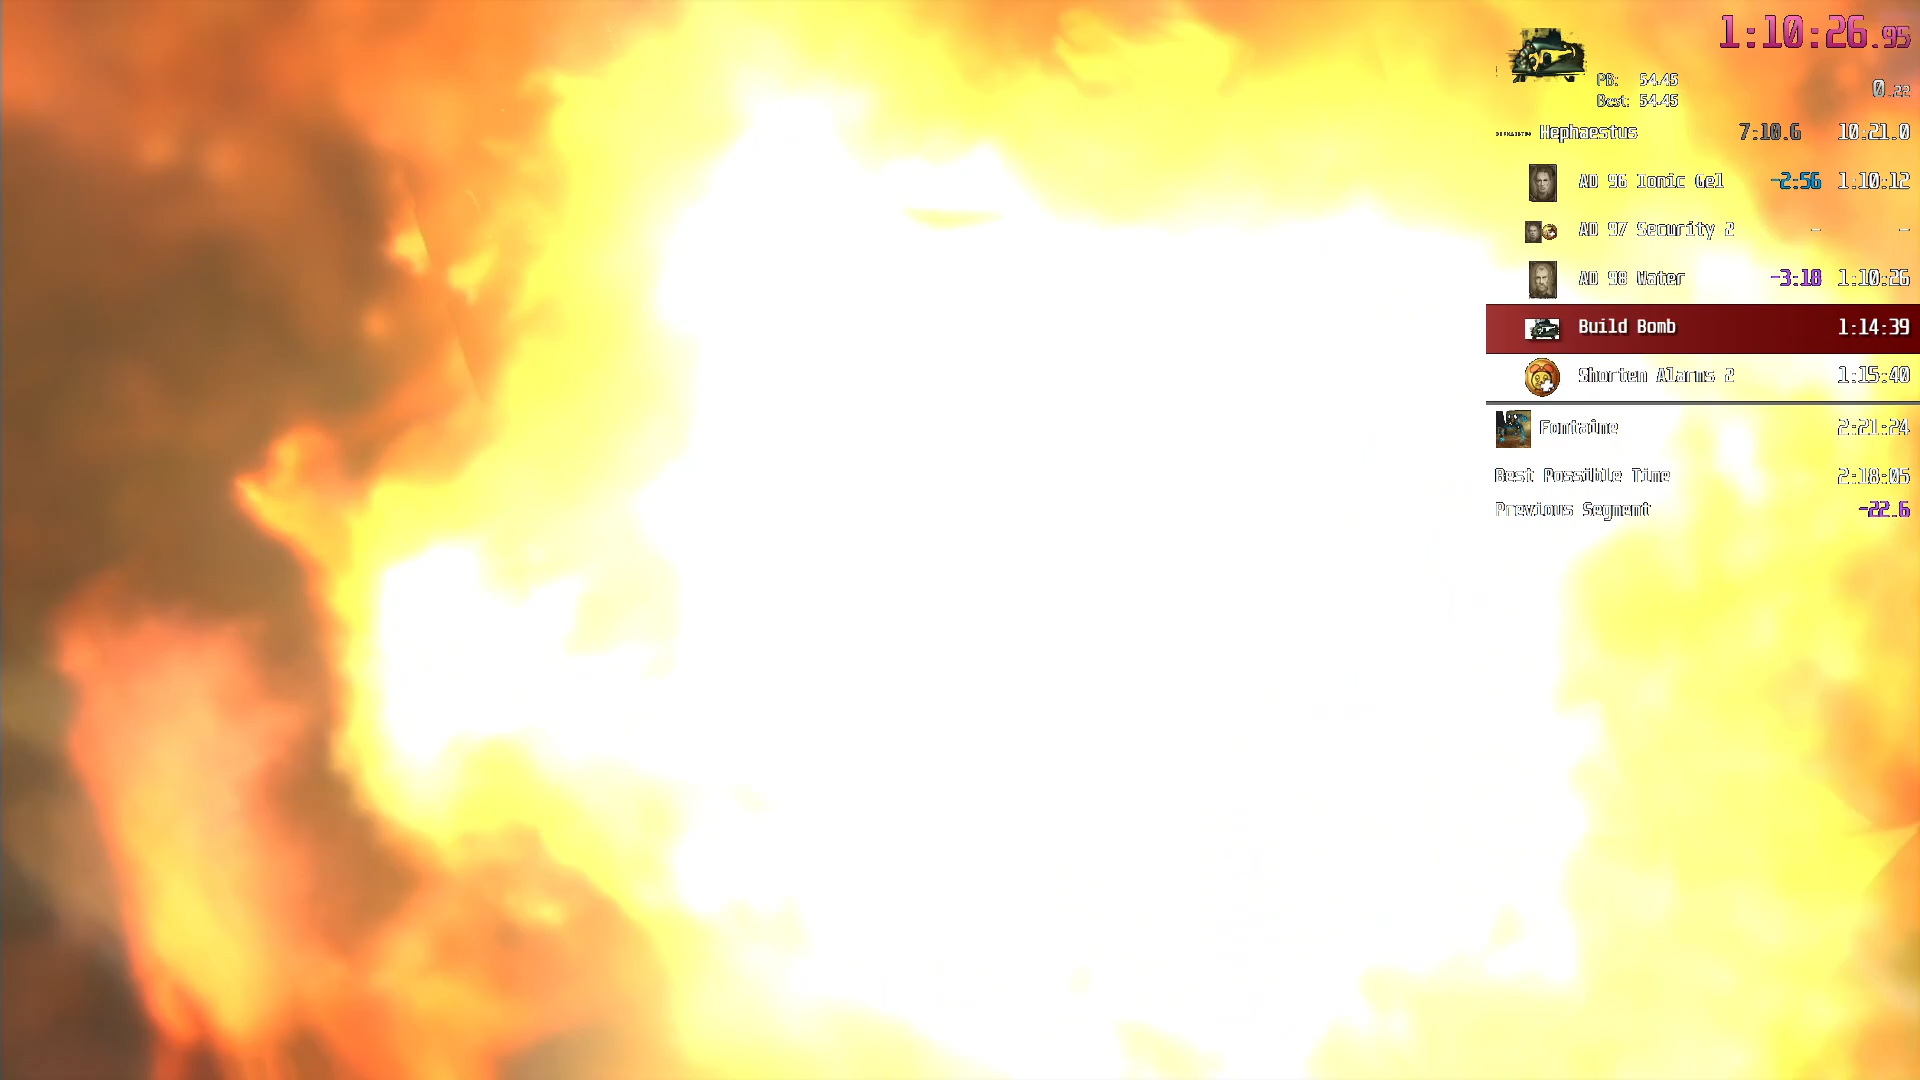 1:10:26.95
PB: 54.45
Best: 54.45
0.22
Hephaestus 7:10.6 10:21.0
AD 96 Ionic Gel -2:56 1:10:12
AD 97 Security 2 - -
AD 98 Water -3:18 1:10:26
Build Bomb 1:14:39
Shorten Alarms 2 1:15:40
Fontaine 2:21:24
Best Possible Time 2:18:05
Previous Segment -22.6